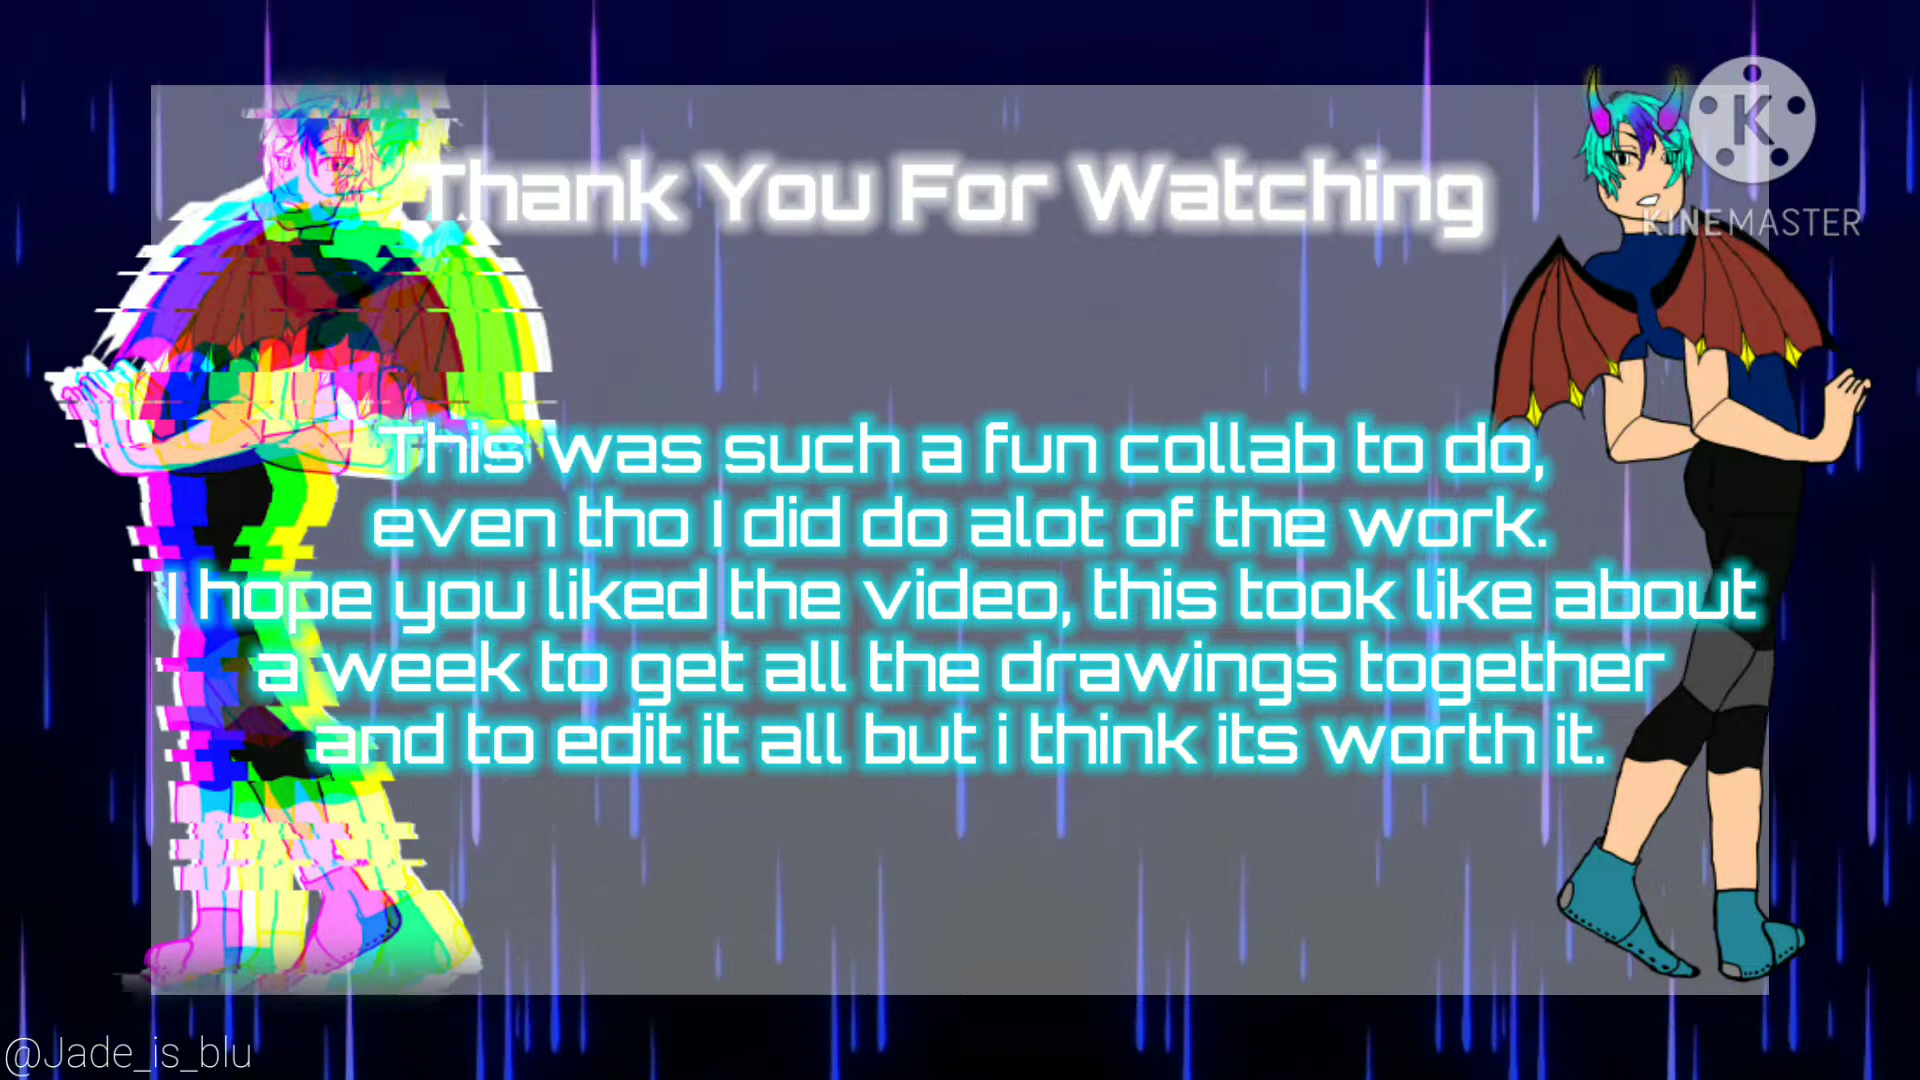 Thank You For Watching
K
KINEMASTER
This was such a fun collab to do,
even tho I did do alot of the work.
I hope you liked the video, this took like about
a week to get all the drawings together
and to edit it all but i think its worth it.
@Jade_is_blu